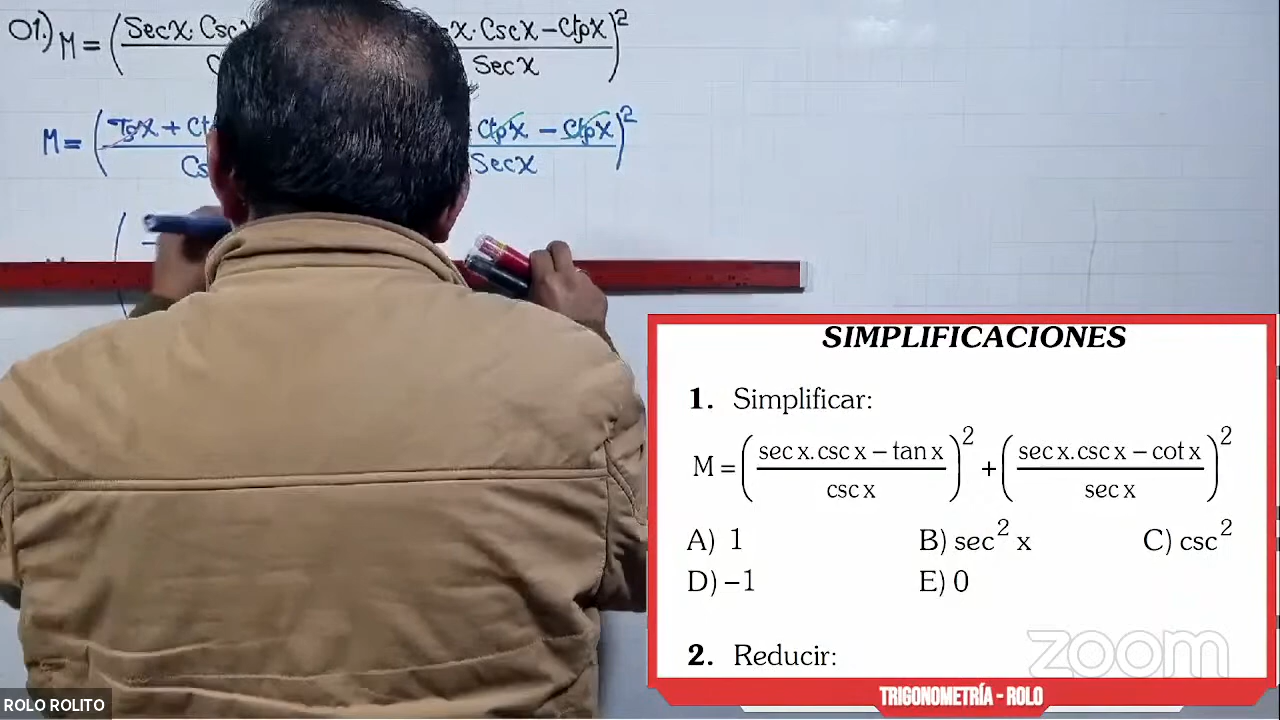 01.) M = (SecX. Csc X. CscX - CtgX)²
SecX
M = (TgX + Ct CtgX - CtgX)²
Cs SecX
SIMPLIFICACIONES
1. Simplificar:
M = (sec x. csc x – tan x / csc x)² + (sec x. csc x – cot x / sec x)²
A) 1 B) sec² x C) csc²
D) –1 E) 0
2. Reducir:
zoom
TRIGONOMETRÍA - ROLO
ROLO ROLITO